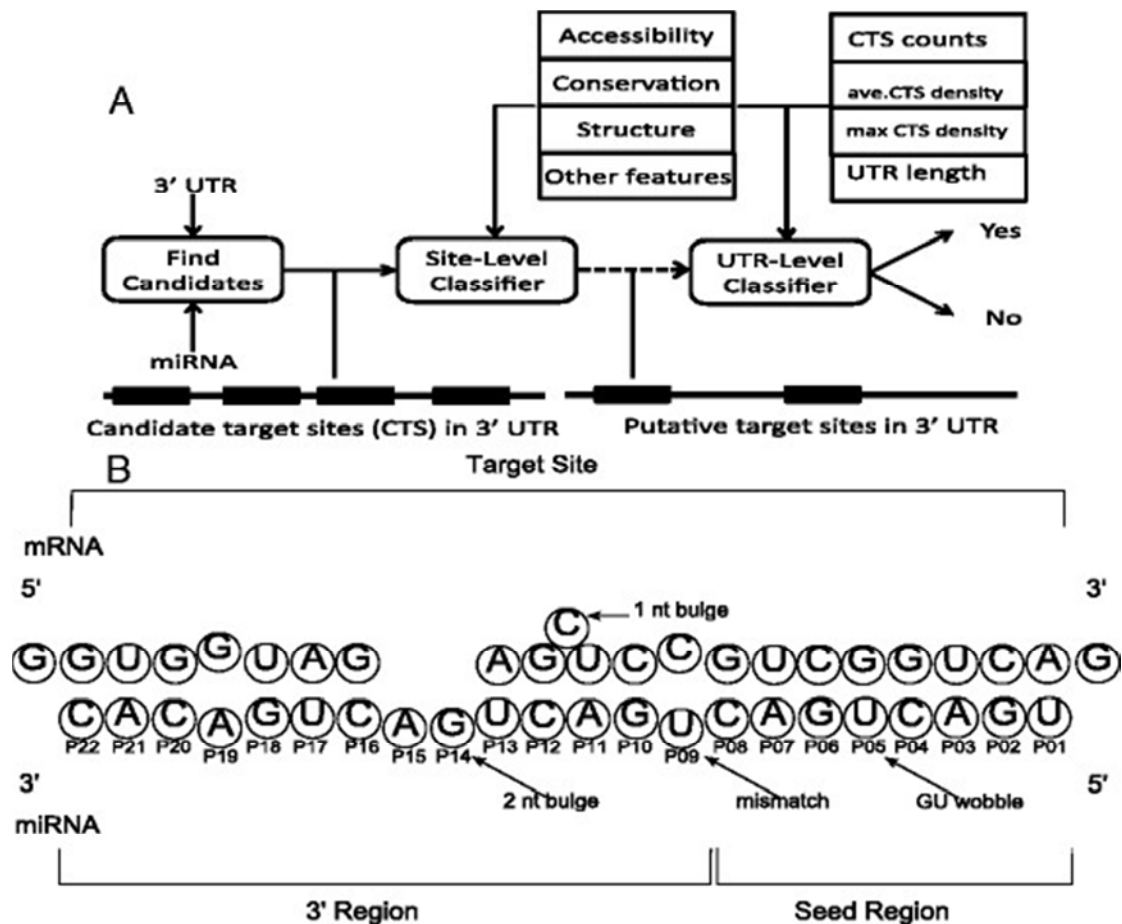 A
Accessibility
Conservation
Structure
Other features
CTS counts
ave.CTS density
max CTS density
UTR length
3' UTR
Find
Candidates
miRNA
Site-Level
Classifier
UTR-Level
Classifier
Yes
No
Candidate target sites (CTS) in 3' UTR
Putative target sites in 3' UTR
B
Target Site
mRNA
5'
3'
1 nt bulge
C
G G U G G U A G A G U C C G U C G G U C A G
C A C A G U C A G U C A G U C A G U C A G U
P22 P21 P20 P19 P18 P17 P16 P15 P14 P13 P12 P11 P10 P09 P08 P07 P06 P05 P04 P03 P02 P01
3'
2 nt bulge
mismatch
GU wobble
5'
miRNA
3' Region
Seed Region